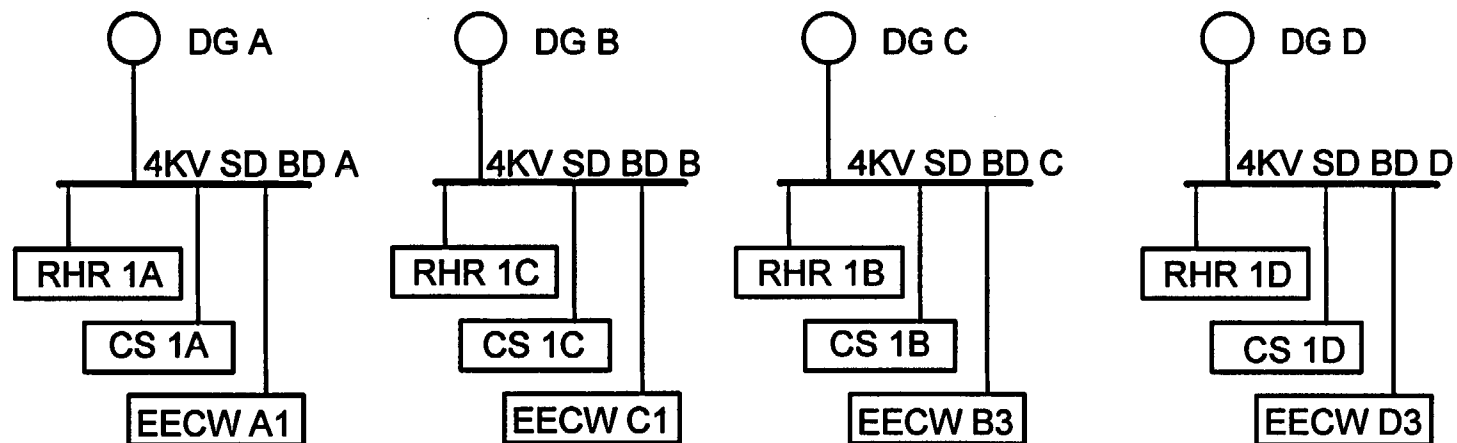 DG A
DG B
DG C
DG D
4KV SD BD A
4KV SD BD B
4KV SD BD C
4KV SD BD D
RHR 1A
RHR 1C
RHR 1B
RHR 1D
CS 1A
CS 1C
CS 1B
CS 1D
EECW A1
EECW C1
EECW B3
EECW D3